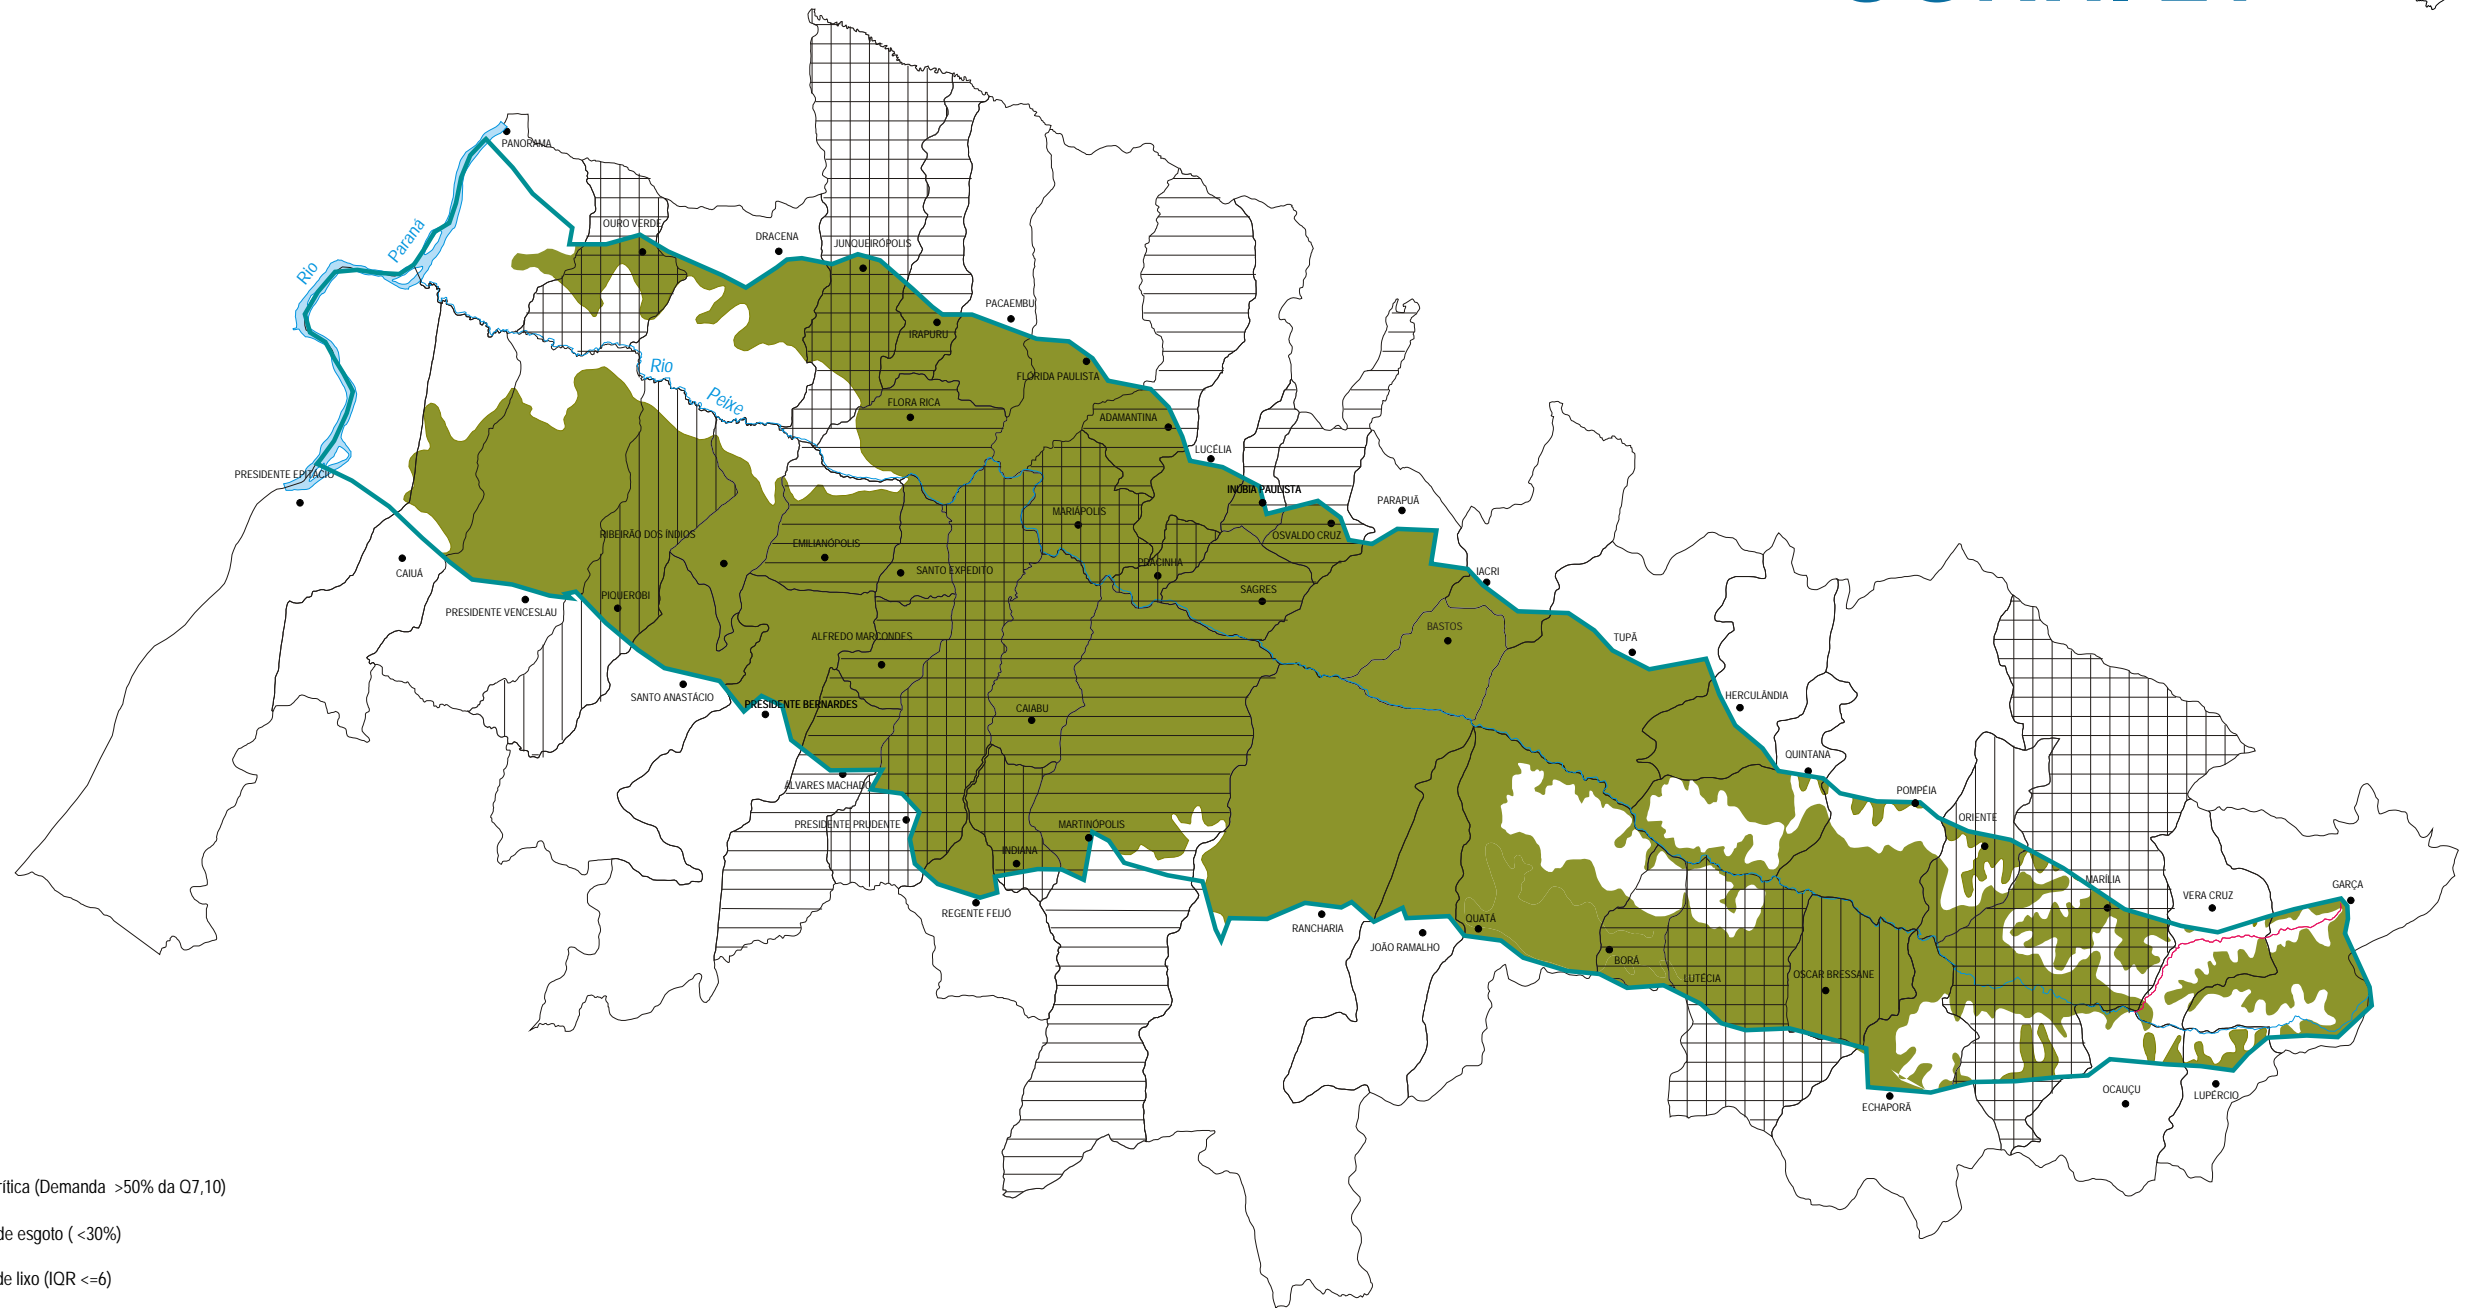 PANORAMA
OURO VERDE
DRACENA
JUNQUEIRÓPOLIS
Rio
Paraná
PACAEMBU
IRAPURU
FLÓRIDA PAULISTA
Rio
Peixe
FLORA RICA
ADAMANTINA
LUCÉLIA
PRESIDENTE EPITÁCIO
INÚBIA PAULISTA
PARAPUÃ
MARIÁPOLIS
OSVALDO CRUZ
RIBEIRÃO DOS ÍNDIOS
EMILIANÓPOLIS
SANTO EXPEDITO
PRACINHA
IACRI
CAIUÁ
SAGRES
PIQUEROBI
PRESIDENTE VENCESLAU
BASTOS
ALFREDO MARCONDES
TUPÃ
SANTO ANASTÁCIO
PRESIDENTE BERNARDES
CAIABU
HERCULÂNDIA
QUINTANA
ÁLVARES MACHADO
POMPÉIA
PRESIDENTE PRUDENTE
MARTINÓPOLIS
ORIENTE
INDIANA
MARÍLIA
GARÇA
VERA CRUZ
REGENTE FEIJÓ
QUATÁ
RANCHARIA
JOÃO RAMALHO
BORÁ
LUTÉCIA
OSCAR BRESSANE
OCAUÇU
LUPÉRCIO
ECHAPORÃ
rítica (Demanda >50% da Q7,10)
de esgoto ( <30%)
de lixo (IQR <=6)